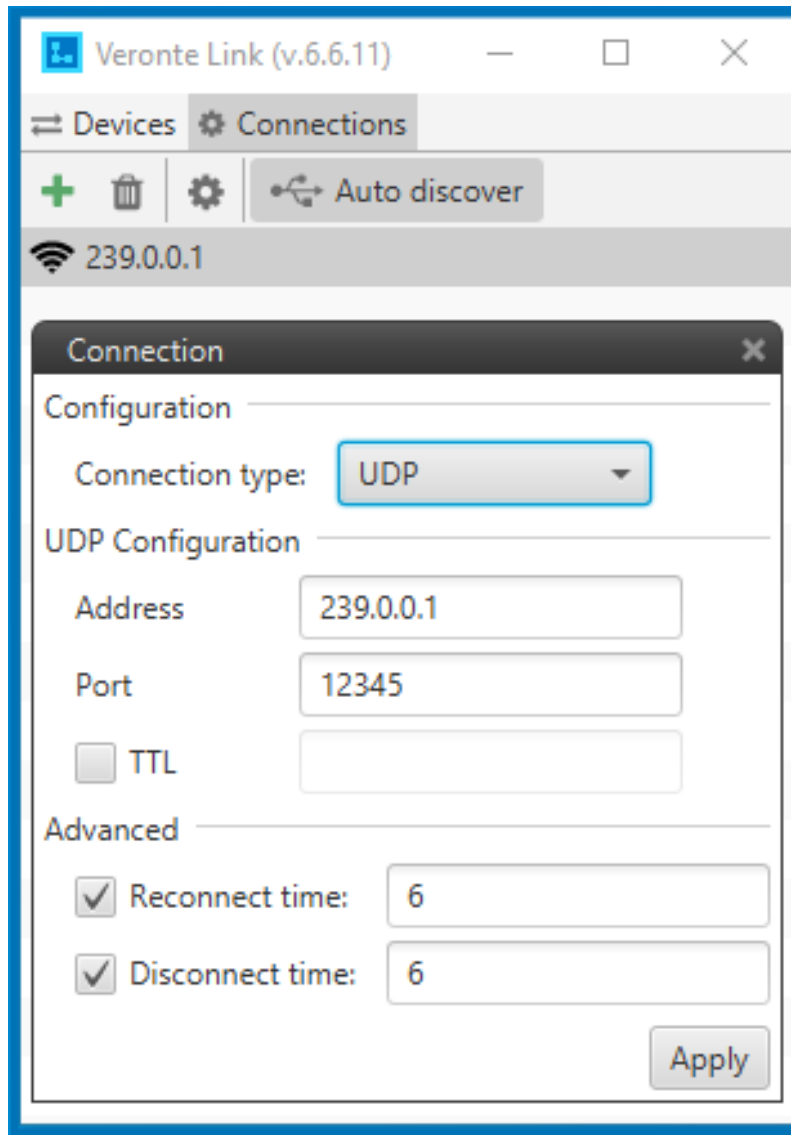 Veronte Link (v.6.6.11)
Devices Connections
Auto discover
239.0.0.1
Connection
Configuration
Connection type: UDP
UDP Configuration
Address 239.0.0.1
Port 12345
TTL
Advanced
Reconnect time: 6
Disconnect time: 6
Apply